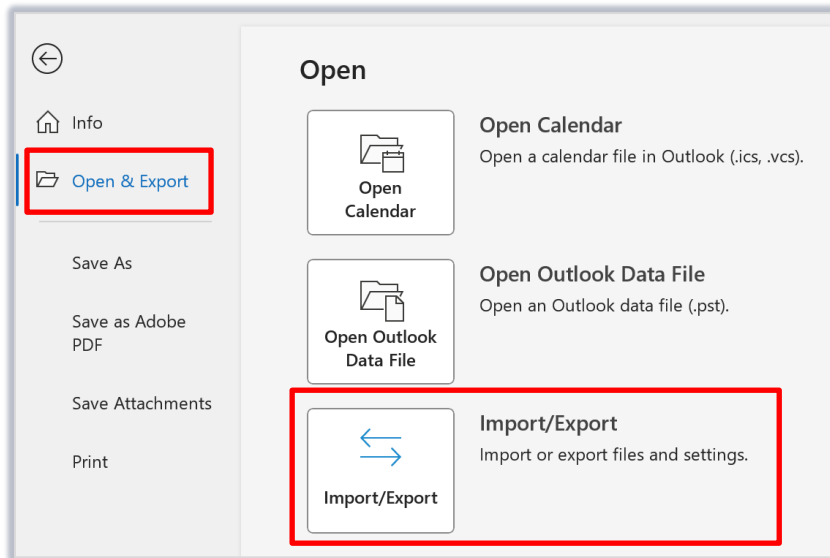 Info
Open & Export
Save As
Save as Adobe
PDF
Save Attachments
Print
Open
Open
Calendar
Open Calendar
Open a calendar file in Outlook (.ics, .vcs).
Open Outlook
Data File
Open Outlook Data File
Open an Outlook data file (.pst).
Import/Export
Import/Export
Import or export files and settings.